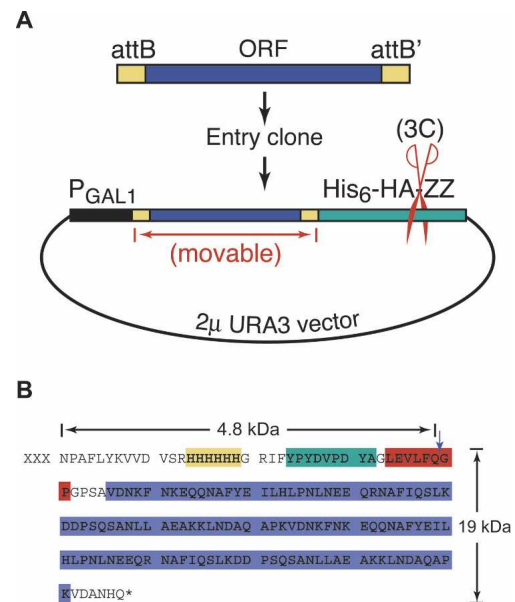 A
attB ORF attB'
Entry clone
(3C)
PGAL1 His6-HA-ZZ
(movable)
2μ URA3 vector
B
4.8 kDa
XXX NPAFLYKVVD VSRHHHHHHG RIFYPYDVPD YAGLEVLFQG
PGPSAVDNKF NKEQQNAFYE ILHLPNLNEE QRNAFIQSLK
DDPSQSANLL AEAKKLNDAQ APKVDNKFNK EQQNAFYEIL
19 kDa
HLPNLNEEQR NAFIQSLKDD PSQSANLLAE AKKLNDAQAP
KVDANHQ*